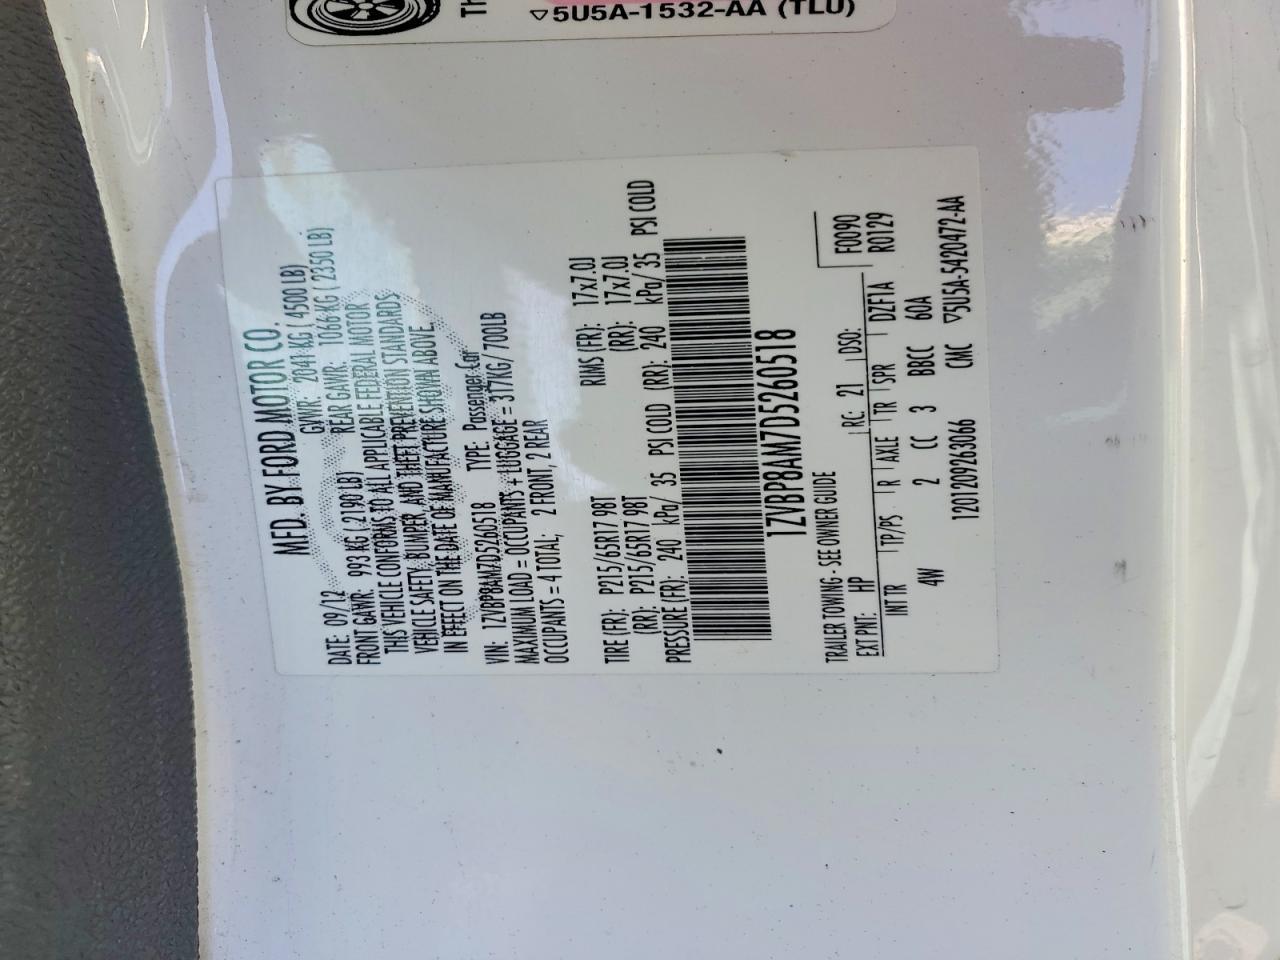 TH
▽5U5A-1532-AA (TLU)
MFD. BY FORD MOTOR CO.
DATE: 09/12 GVWR: 2041 KG ( 4500 LB)
FRONT GAWR: 993 KG ( 2190 LB) REAR GAWR: 1066 KG ( 2350 LB)
THIS VEHICLE CONFORMS TO ALL APPLICABLE FEDERAL MOTOR
VEHICLE SAFETY, BUMPER, AND THEFT PREVENTION STANDARDS
IN EFFECT ON THE DATE OF MANUFACTURE SHOWN ABOVE.
VIN: 1ZVBP8AM7D5260518 TYPE: Passenger Car
MAXIMUM LOAD = OCCUPANTS + LUGGAGE = 317KG/ 700LB
OCCUPANTS = 4 TOTAL; 2 FRONT, 2 REAR
TIRE (FR): P215/65R17 98T RIMS (FR): 17x7.0J
(RR): P215/65R17 98T (RR): 17x7.0J
PRESSURE (FR): 240 kPa/ 35 PSI COLD (RR): 240 kPa/ 35 PSI COLD
1ZVBP8AM7D5260518
TRAILER TOWING - SEE OWNER GUIDE F0090
EXT PNT: HP RC: 21 DSO: R0129
INT TR TP/PS R AXLE TR SPR DZF1A
4W 2 CC 3 BBCC 60A
1201209263066 CMC ▽5U5A-5420472-AA